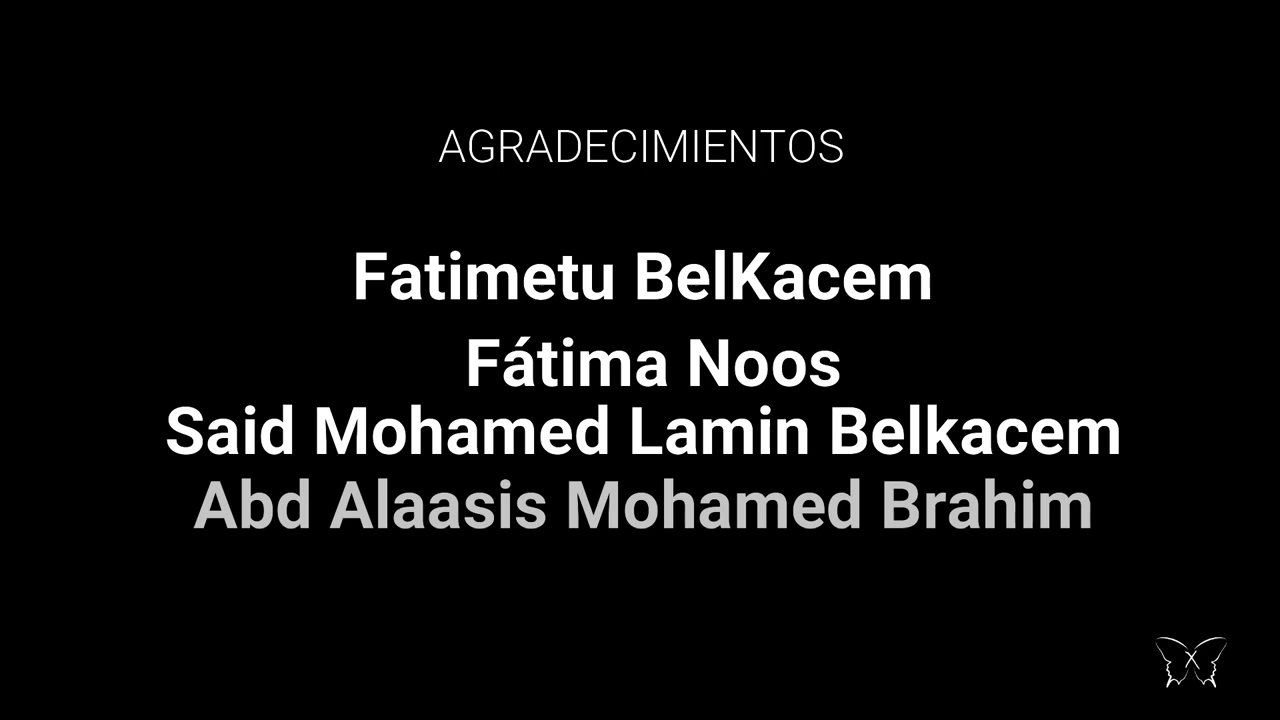 AGRADECIMIENTOS
Fatimetu BelKacem
Fátima Noos
Said Mohamed Lamin Belkacem
Abd Alaasis Mohamed Brahim